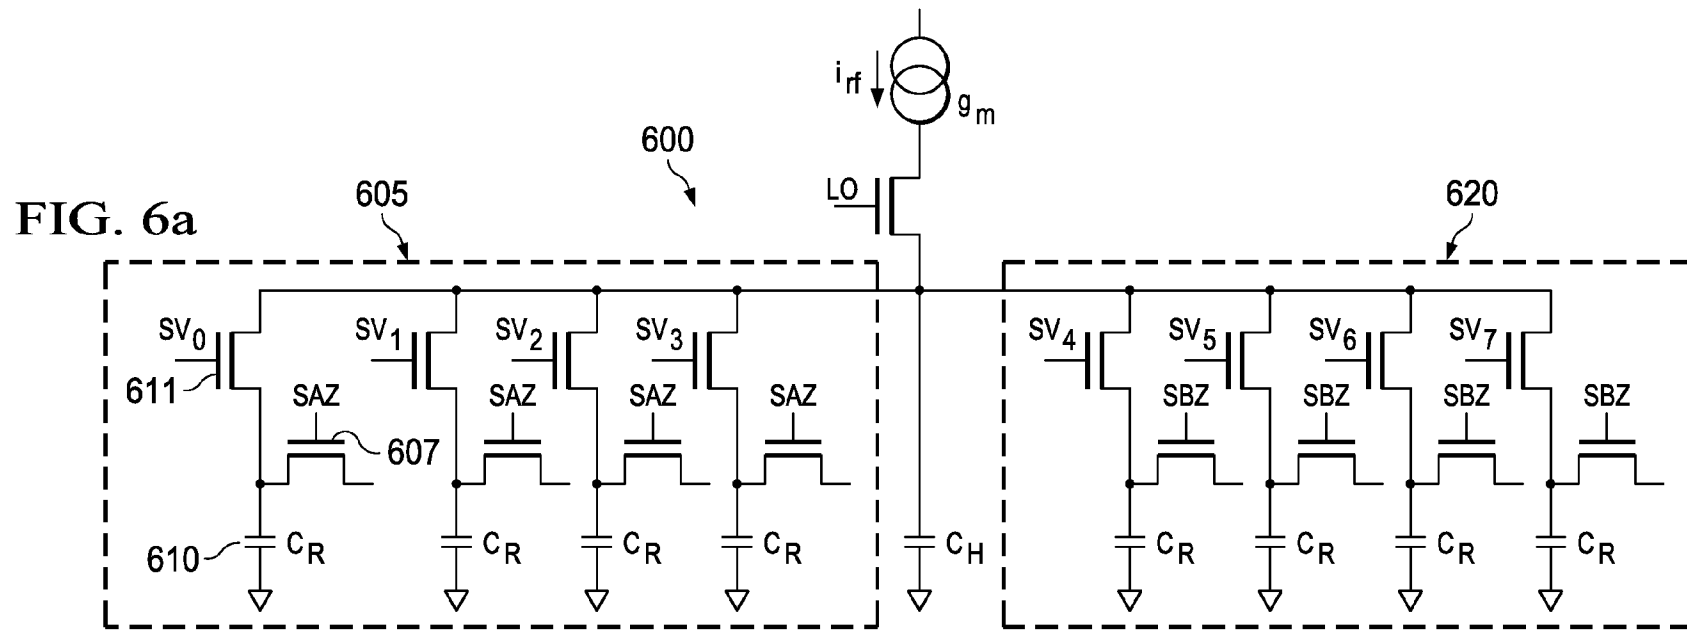 i_rf
g_m
600
LO
605
620
FIG. 6a
SV_0
SV_1
SV_2
SV_3
SV_4
SV_5
SV_6
SV_7
611
SAZ
SAZ
SAZ
SAZ
SBZ
SBZ
SBZ
SBZ
607
610
C_R
C_R
C_R
C_R
C_H
C_R
C_R
C_R
C_R